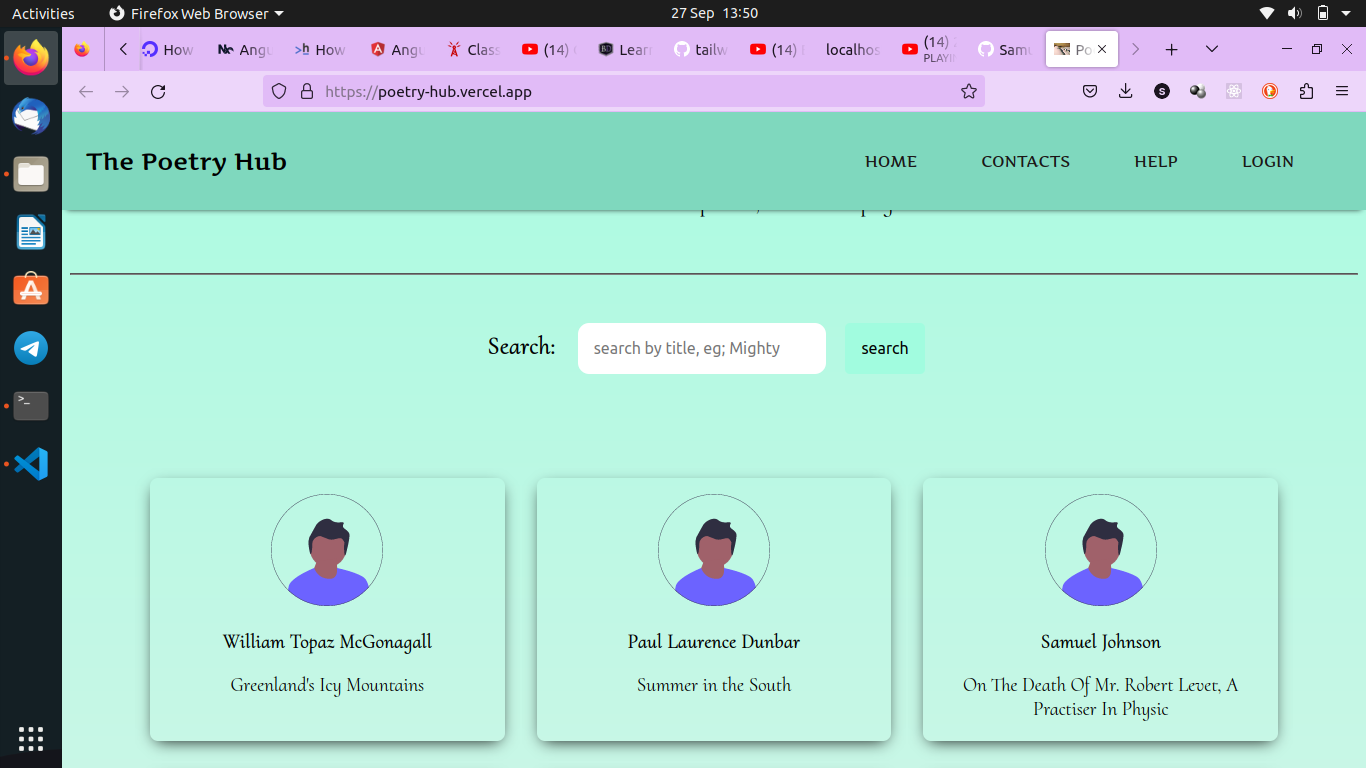 Activities
Firefox Web Browser
27 Sep 13:50
How
Angu
How
Angu
Class
(14)
Lear
tailw
(14)
localhos
(14)
PLAYIN
Samu
Po
https://poetry-hub.vercel.app
S
The Poetry Hub
HOME
CONTACTS
HELP
LOGIN
Search:
search by title, eg; Mighty
search
William Topaz McGonagall
Greenland's Icy Mountains
Paul Laurence Dunbar
Summer in the South
Samuel Johnson
On The Death Of Mr. Robert Levet, A
Practiser In Physic